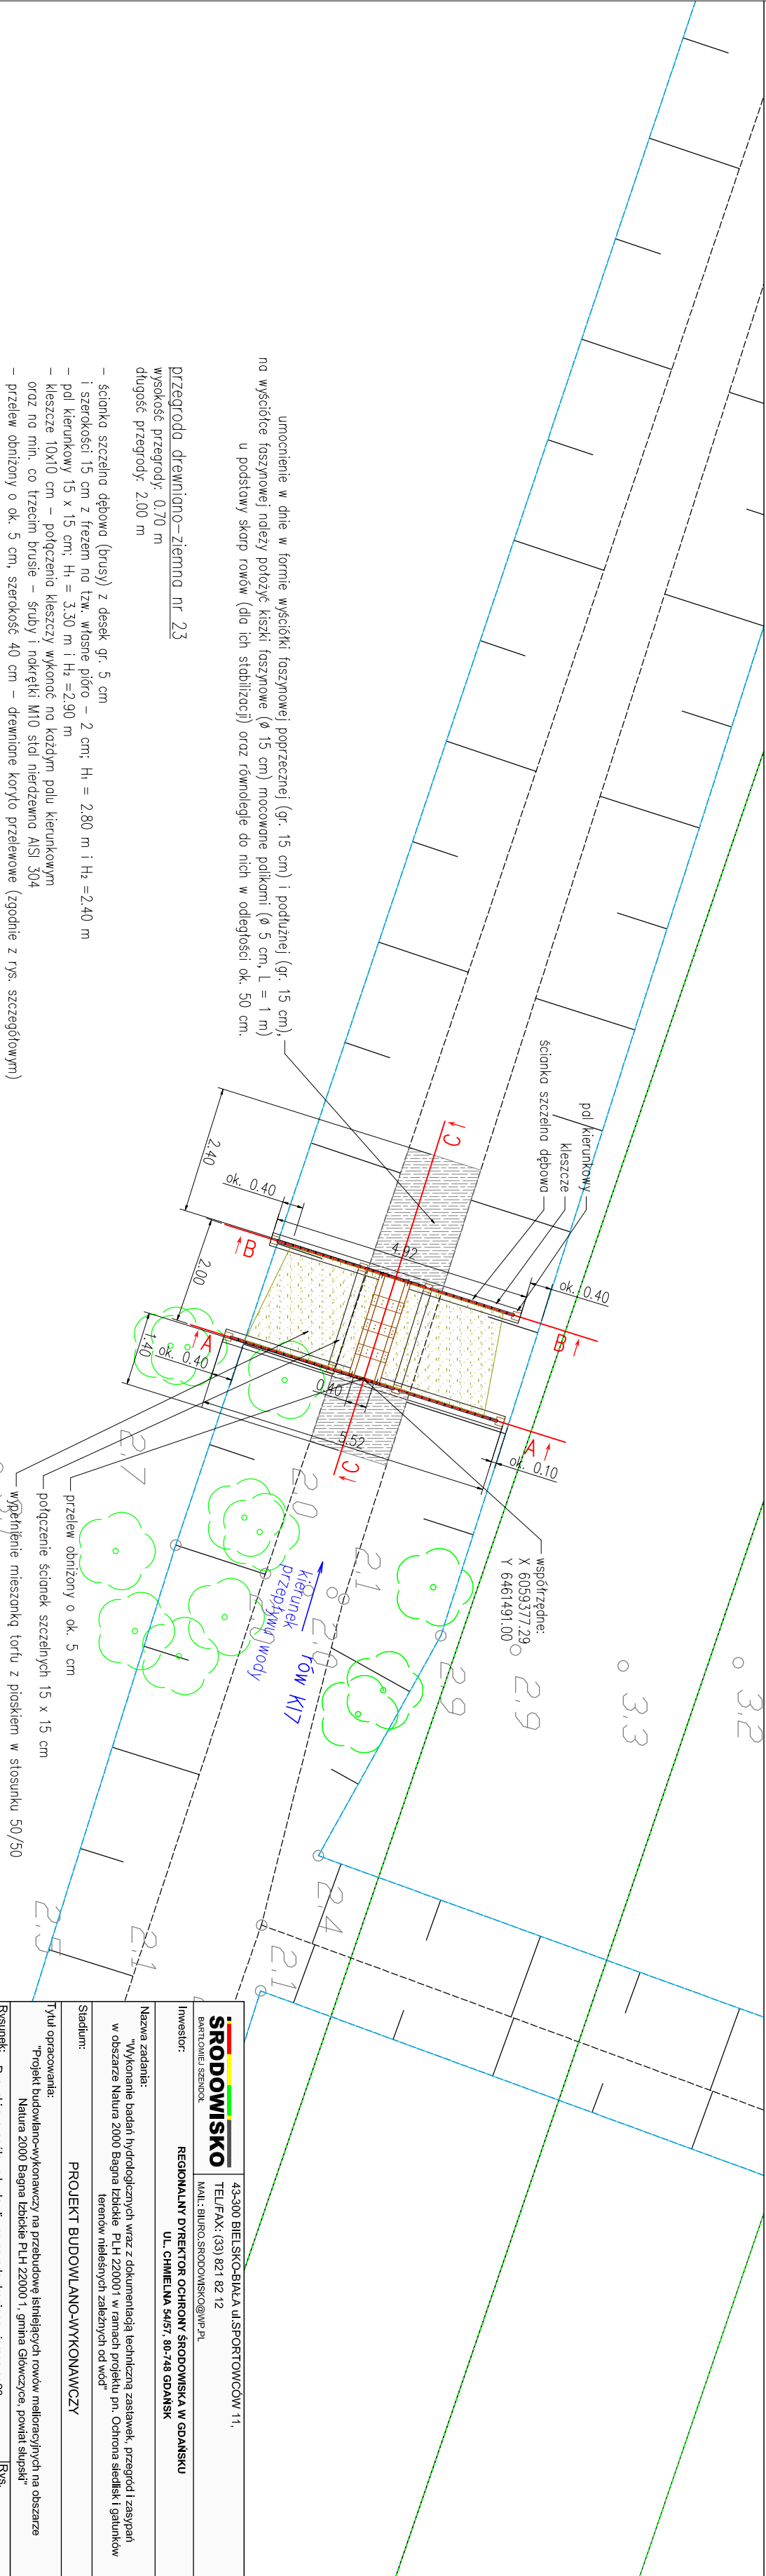 umocnienie w dnie w formie wyściółki faszynowej poprzecznej (gr. 15 cm) i podłużnej (gr. 15 cm),
na wyściółce faszynowej należy położyć kiszki faszynowe (Ø 15 cm) mocowane palikami (Ø 5 cm, L = 1 m)
u podstawy skarp rowów (dla ich stabilizacji) oraz równolegle do nich w odległości ok. 50 cm.
przegroda drewniano-ziemna nr 23
wysokość przegrody: 0.70 m
długość przegrody: 2.00 m
- ścianka szczelna dębowa (brusy) z desek gr. 5 cm
i szerokości 15 cm z frezem na tzw. własne pióro - 2 cm; H₁ = 2.80 m i H₂ =2.40 m
- pal kierunkowy 15 x 15 cm; H₁ = 3.30 m i H₂ =2.90 m
- kleszcze 10x10 cm - połączenia kleszczy wykonać na każdym palu kierunkowym
oraz na min. co trzecim brusie - śruby i nakrętki M10 stal nierdzewna AISI 304
- przelew obniżony o ok. 5 cm, szerokość 40 cm - drewniane koryto przelewowe (zgodnie z rys. szczegółowym)
pal kierunkowy
kleszcze
ścianka szczelna dębowa
C
2.40
ok. 0.40
B
4.92
ok. 0.40
B
2.00
A
1.40
ok. 0.40
0.40
5.52
A
ok. 0.10
C
współrzędne:
X 6059377.29
Y 6461491.00
przelew obniżony o ok. 5 cm
połączenie ścianek szczelnych 15 x 15 cm
wypełnienie mieszanką torfu z piaskiem w stosunku 50/50
kierunek
przepływu wody
rów K17
3.2
3.3
2.9
2.9
2.1
2.0
2.0
2.0
2.7
2.4
2.1
2.1
2.5
ŚRODOWISKO
BARTŁOMIEJ SZENDOŁ
43-300 BIELSKO-BIAŁA ul.SPORTOWCÓW 11,
TEL/FAX: (33) 821 82 12
MAIL: BIURO.SRODOWISKO@WP.PL
Inwestor:
REGIONALNY DYREKTOR OCHRONY ŚRODOWISKA W GDAŃSKU
UL. CHMIELNA 54/57, 80-748 GDAŃSK
Nazwa zadania:
"Wykonanie badań hydrologicznych wraz z dokumentacją techniczną zastawek, przegród i zasypań
w obszarze Natura 2000 Bagna Izbickie PLH 220001 w ramach projektu pn. Ochrona siedlisk i gatunków
terenów nieleśnych zależnych od wód"
Stadium:
PROJEKT BUDOWLANO-WYKONAWCZY
Tytuł opracowania:
"Projekt budowlano-wykonawczy na przebudowę istniejących rowów melioracyjnych na obszarze
Natura 2000 Bagna Izbickie PLH 220001, gmina Główczyce, powiat słupski"
Rysunek:
Rys.